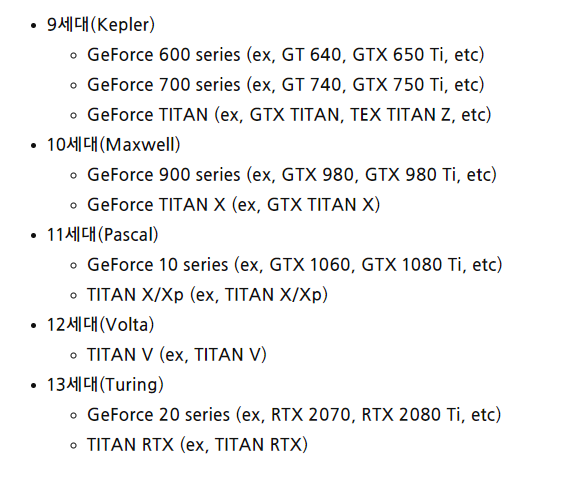 • 9세대(Kepler)
◦ GeForce 600 series (ex, GT 640, GTX 650 Ti, etc)
◦ GeForce 700 series (ex, GT 740, GTX 750 Ti, etc)
◦ GeForce TITAN (ex, GTX TITAN, TEX TITAN Z, etc)
• 10세대(Maxwell)
◦ GeForce 900 series (ex, GTX 980, GTX 980 Ti, etc)
◦ GeForce TITAN X (ex, GTX TITAN X)
• 11세대(Pascal)
◦ GeForce 10 series (ex, GTX 1060, GTX 1080 Ti, etc)
◦ TITAN X/Xp (ex, TITAN X/Xp)
• 12세대(Volta)
◦ TITAN V (ex, TITAN V)
• 13세대(Turing)
◦ GeForce 20 series (ex, RTX 2070, RTX 2080 Ti, etc)
◦ TITAN RTX (ex, TITAN RTX)